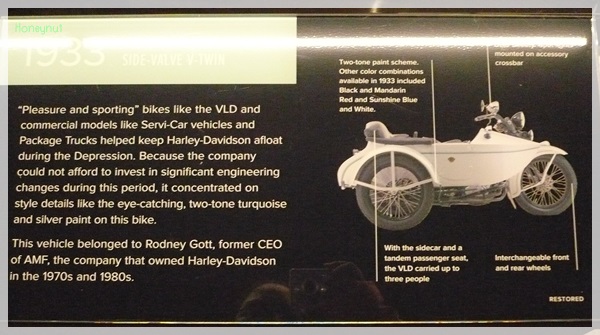 Honeynut
1933 SIDE-VALVE V-TWIN
"Pleasure and sporting" bikes like the VLD and
commercial models like Servi-Car vehicles and
Package Trucks helped keep Harley-Davidson afloat
during the Depression. Because the company
could not afford to invest in significant engineering
changes during this period, it concentrated on
style details like the eye-catching, two-tone turquoise
and silver paint on this bike.
This vehicle belonged to Rodney Gott, former CEO
of AMF, the company that owned Harley-Davidson
in the 1970s and 1980s.
Two-tone paint scheme.
Other color combinations
available in 1933 included
Black and Mandarin
Red and Sunshine Blue
and White.
mounted on accessory
crossbar
With the sidecar and a
tandem passenger seat,
the VLD carried up to
three people
Interchangeable front
and rear wheels
RESTORED